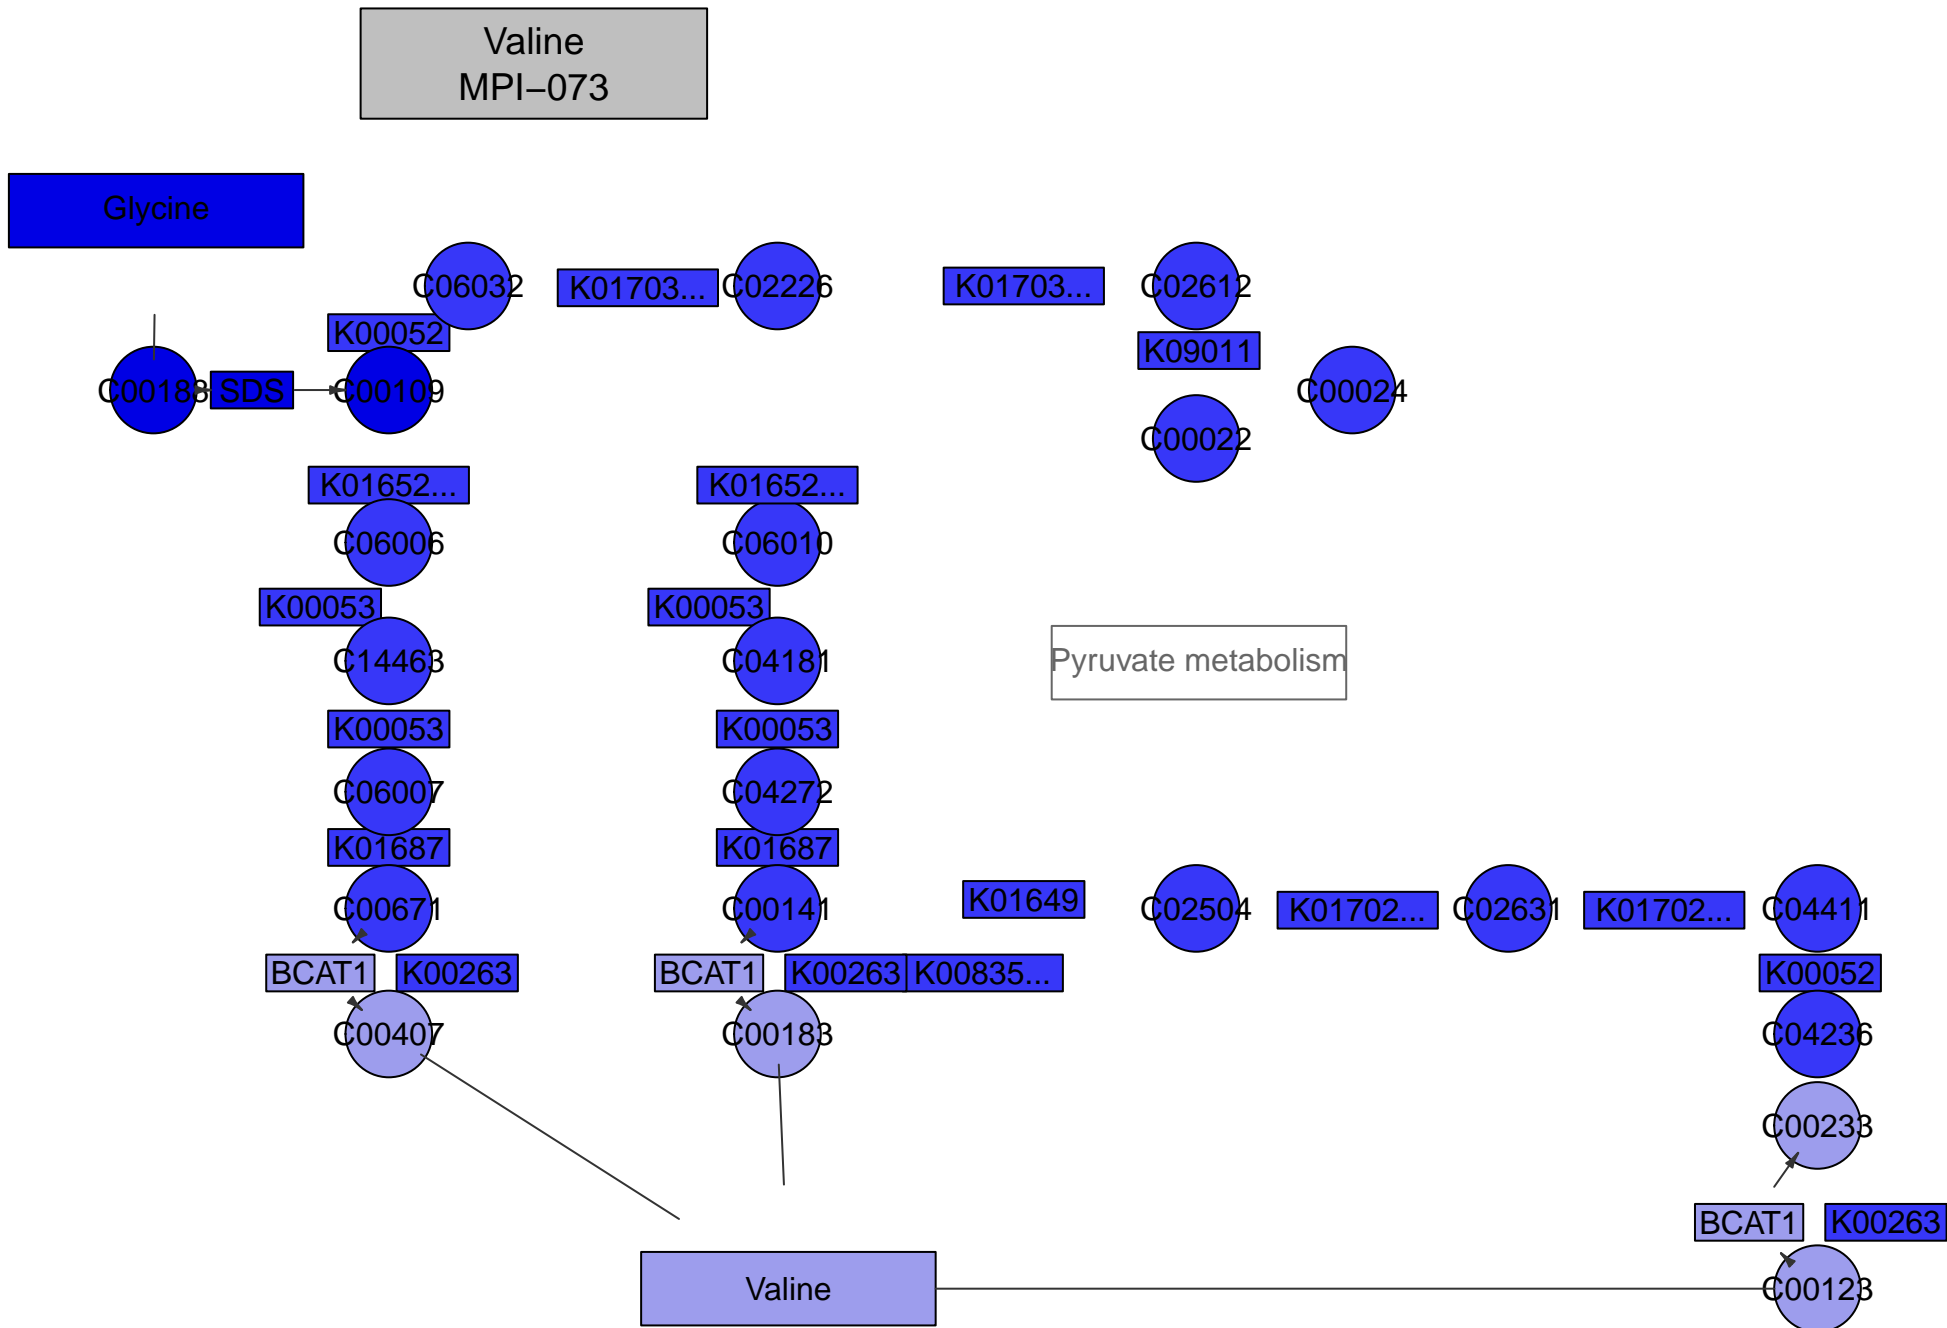 Valine
MPI−073
Glycine
C06032
K01703...
C02226
K01703...
C02612
K00052
K09011
C00188
SDS
C00109
C00024
C00022
K01652...
K01652...
C06006
C06010
K00053
K00053
C14463
C04181
Pyruvate metabolism
K00053
K00053
C06007
C04272
K01687
K01687
C00671
C00141
K01649
C02504
K01702...
C02631
K01702...
C04411
BCAT1
K00263
BCAT1
K00263
K00835...
K00052
C00407
C00183
C04236
C00233
BCAT1
K00263
Valine
C00123